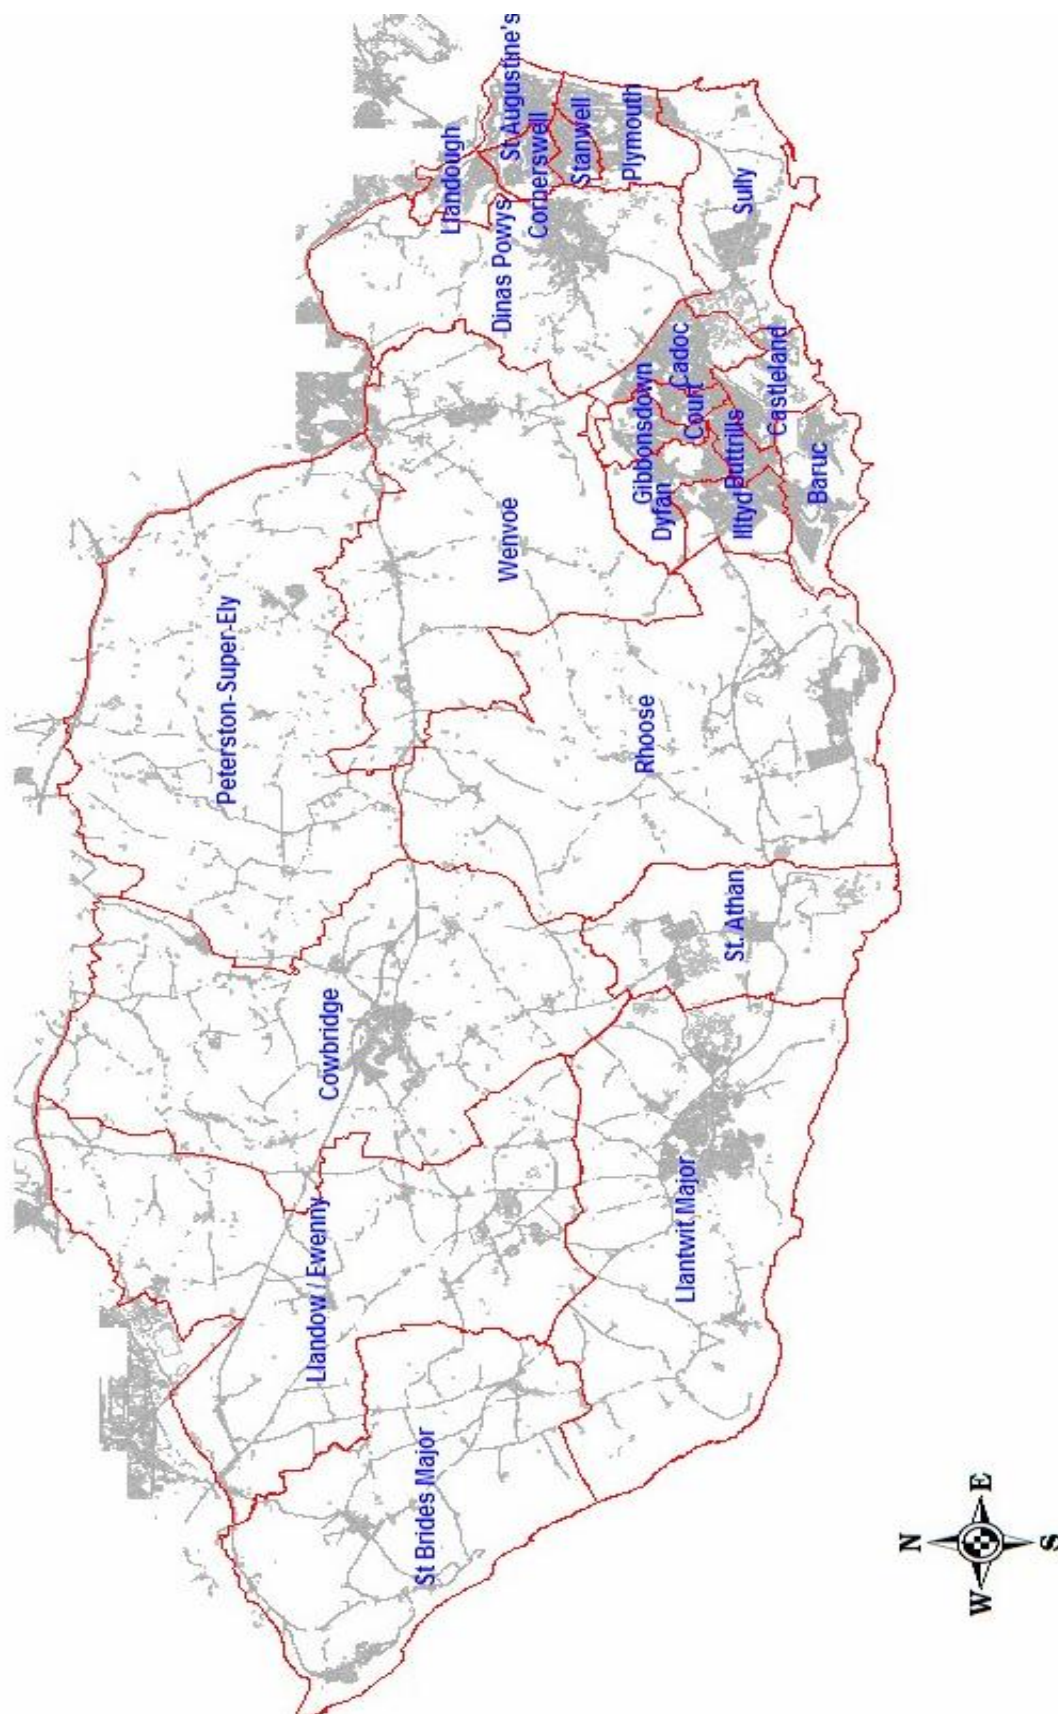 St Augustine's
Llandough
Cornerswell
Stanwell
Plymouth
Dinas Powys
Sully
Peterston-Super-Ely
Wenvoe
Gibbonsdown
Cadoc
Court
Dyfan
Buttrills
Illtyd
Castleland
Baruc
Rhoose
Cowbridge
St. Athan
Llandow / Ewenny
Llantwit Major
St Brides Major
N
W
E
S